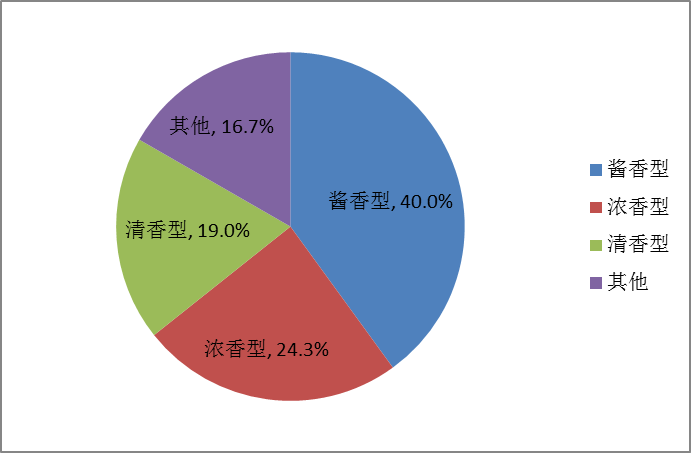 其他, 16.7%
酱香型, 40.0%
清香型, 19.0%
浓香型, 24.3%
酱香型
浓香型
清香型
其他